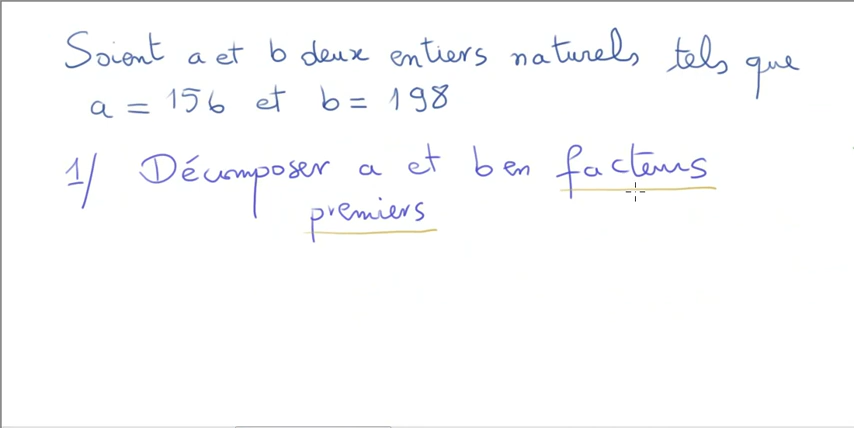 Soient a et b deux entiers naturels tels que
a = 156 et b = 198
1/ Décomposer a et b en facteurs
premiers